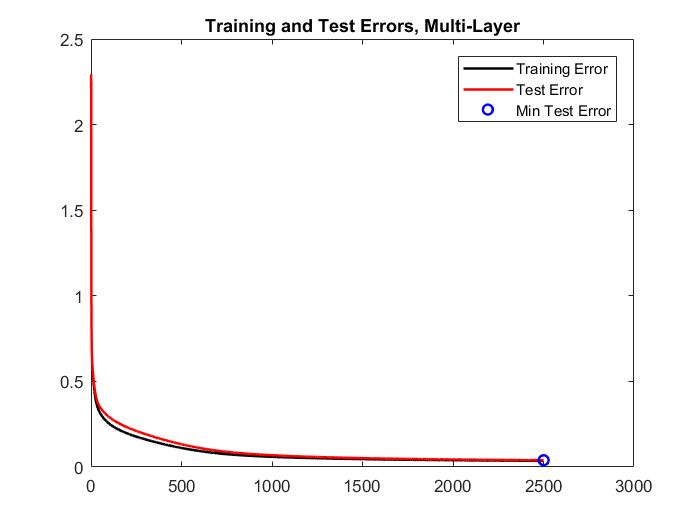 Training and Test Errors, Multi-Layer
2.5
Training Error
Test Error
Min Test Error
2
1.5
1
0.5
0
0 500 1000 1500 2000 2500 3000